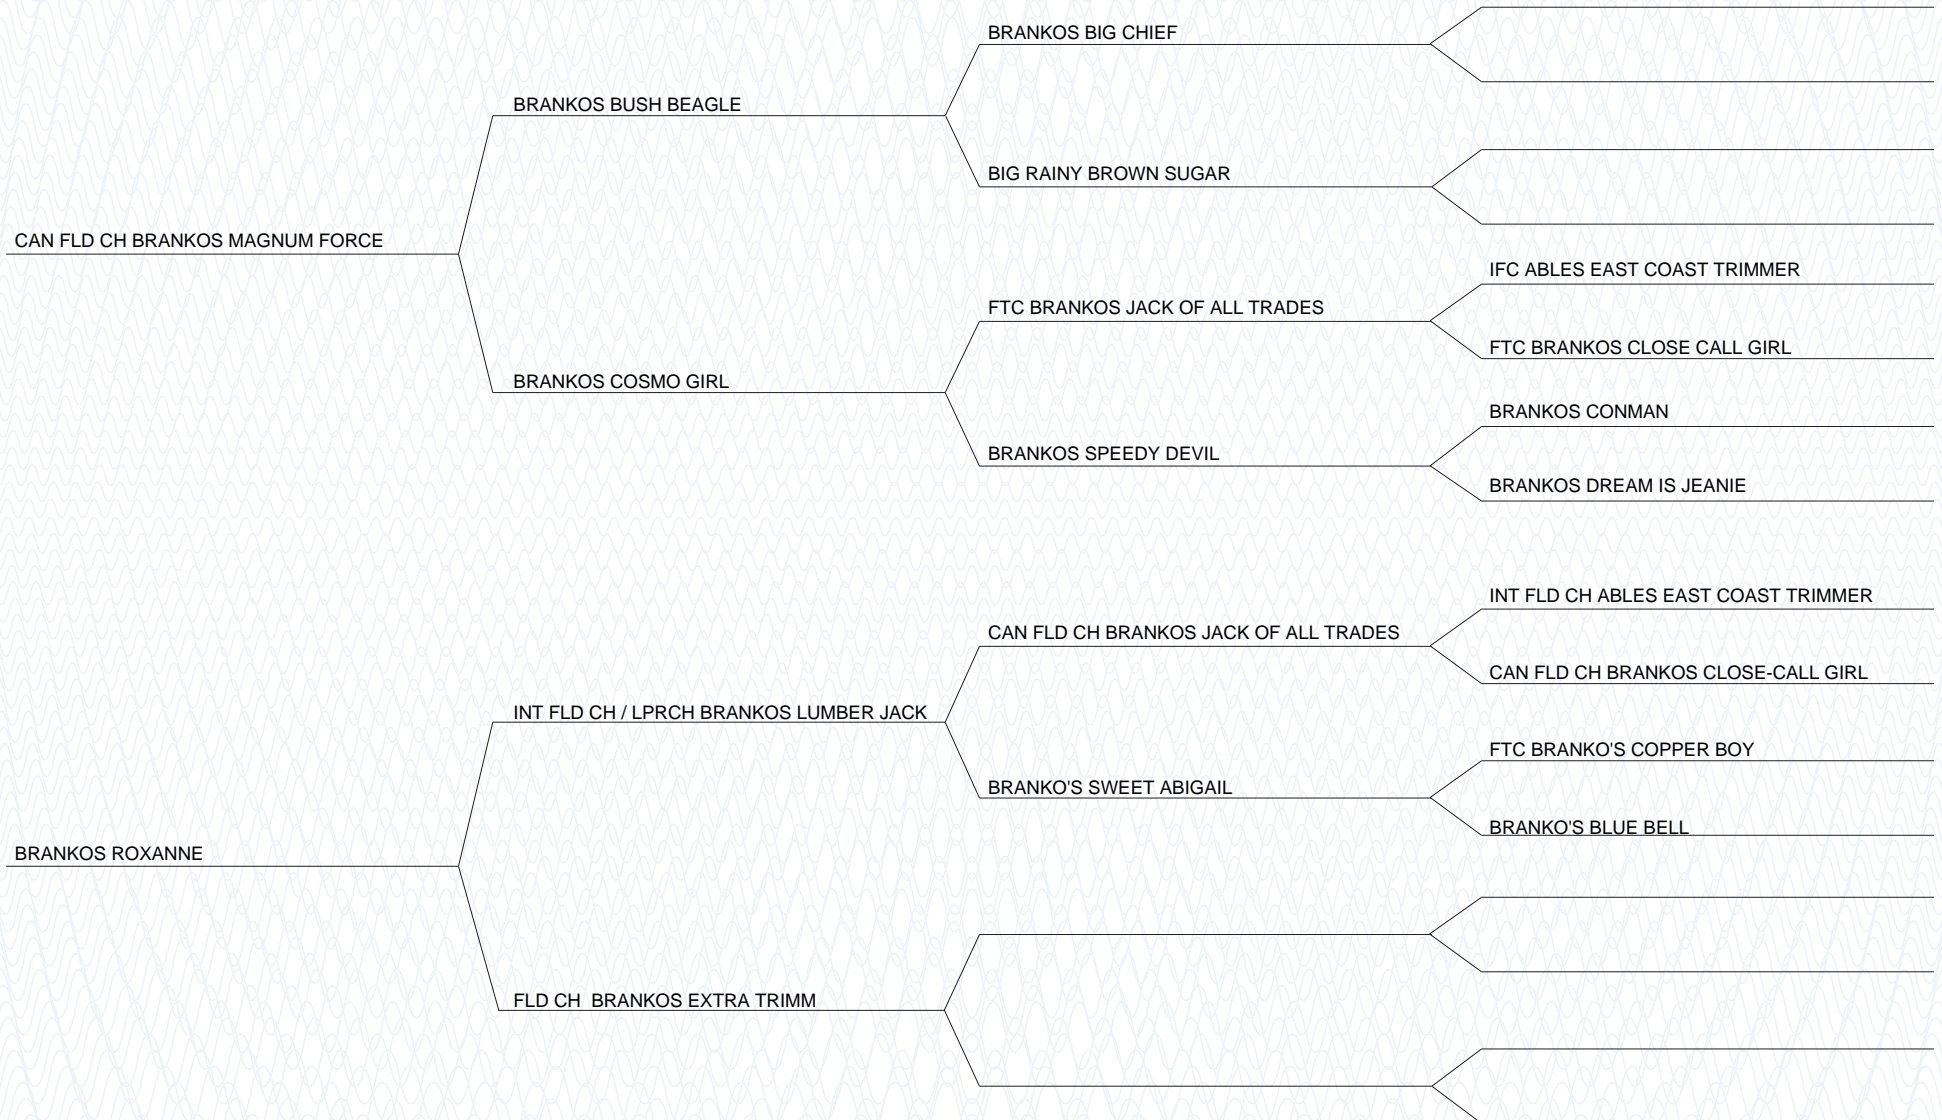 BRANKOS BIG CHIEF
BRANKOS BUSH BEAGLE
BIG RAINY BROWN SUGAR
CAN FLD CH BRANKOS MAGNUM FORCE
IFC ABLES EAST COAST TRIMMER
FTC BRANKOS JACK OF ALL TRADES
FTC BRANKOS CLOSE CALL GIRL
BRANKOS COSMO GIRL
BRANKOS CONMAN
BRANKOS SPEEDY DEVIL
BRANKOS DREAM IS JEANIE
INT FLD CH ABLES EAST COAST TRIMMER
CAN FLD CH BRANKOS JACK OF ALL TRADES
CAN FLD CH BRANKOS CLOSE-CALL GIRL
INT FLD CH / LPRCH BRANKOS LUMBER JACK
FTC BRANKO'S COPPER BOY
BRANKO'S SWEET ABIGAIL
BRANKO'S BLUE BELL
BRANKOS ROXANNE
FLD CH  BRANKOS EXTRA TRIMM